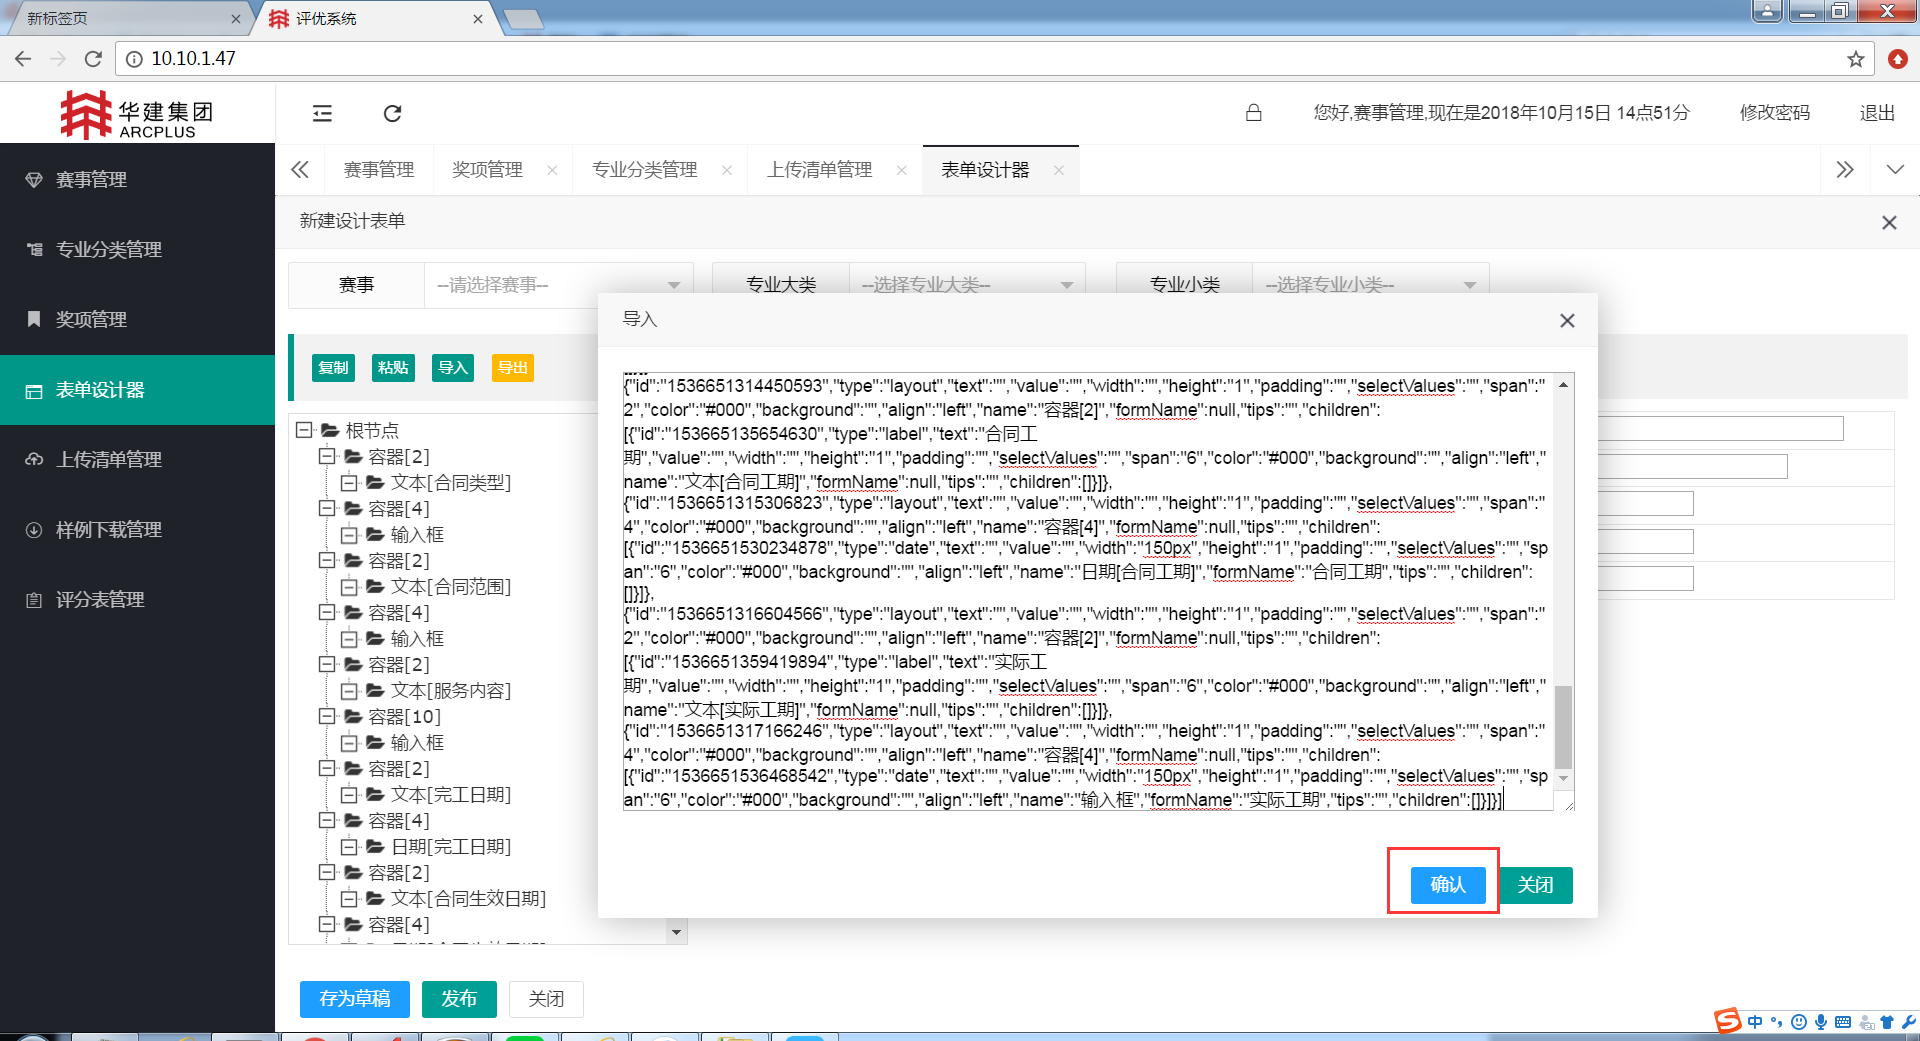 新标签页
评优系统
10.10.1.47
华建集团
ARCPLUS
您好,赛事管理,现在是2018年10月15日 14点51分
修改密码
退出
赛事管理
奖项管理
专业分类管理
上传清单管理
表单设计器
赛事管理
专业分类管理
奖项管理
表单设计器
上传清单管理
样例下载管理
评分表管理
新建设计表单
赛事
--请选择赛事--
专业大类
--选择专业大类--
专业小类
--选择专业小类--
复制
粘贴
导入
导出
根节点
容器[2]
文本[合同类型]
容器[4]
输入框
容器[2]
文本[合同范围]
容器[4]
输入框
容器[2]
文本[服务内容]
容器[10]
输入框
容器[2]
文本[完工日期]
容器[4]
日期[完工日期]
容器[2]
文本[合同生效日期]
容器[4]
导入
{"id":"1536651314450593","type":"layout","text":"","value":"","width":"","height":"1","padding":"","selectValues":"","span":"
2","color":"#000","background":"","align":"left","name":"容器[2]","formName":null,"tips":"","children":
[{"id":"153665135654630","type":"label","text":"合同工
期","value":"","width":"","height":"1","padding":"","selectValues":"","span":"6","color":"#000","background":"","align":"left","
name":"文本[合同工期]","formName":null,"tips":"","children":[]}]},
{"id":"1536651315306823","type":"layout","text":"","value":"","width":"","height":"1","padding":"","selectValues":"","span":"
4","color":"#000","background":"","align":"left","name":"容器[4]","formName":null,"tips":"","children":
[{"id":"1536651530234878","type":"date","text":"","value":"","width":"150px","height":"1","padding":"","selectValues":"","sp
an":"6","color":"#000","background":"","align":"left","name":"日期[合同工期]","formName":"合同工期","tips":"","children":
[]}]},
{"id":"1536651316604566","type":"layout","text":"","value":"","width":"","height":"1","padding":"","selectValues":"","span":"
2","color":"#000","background":"","align":"left","name":"容器[2]","formName":null,"tips":"","children":
[{"id":"1536651359419894","type":"label","text":"实际工
期","value":"","width":"","height":"1","padding":"","selectValues":"","span":"6","color":"#000","background":"","align":"left","
name":"文本[实际工期]","formName":null,"tips":"","children":[]}]},
{"id":"1536651317166246","type":"layout","text":"","value":"","width":"","height":"1","padding":"","selectValues":"","span":"
4","color":"#000","background":"","align":"left","name":"容器[4]","formName":null,"tips":"","children":
[{"id":"1536651536468542","type":"date","text":"","value":"","width":"150px","height":"1","padding":"","selectValues":"","sp
an":"6","color":"#000","background":"","align":"left","name":"输入框","formName":"实际工期","tips":"","children":[]}]}]
确认
关闭
存为草稿
发布
关闭
中